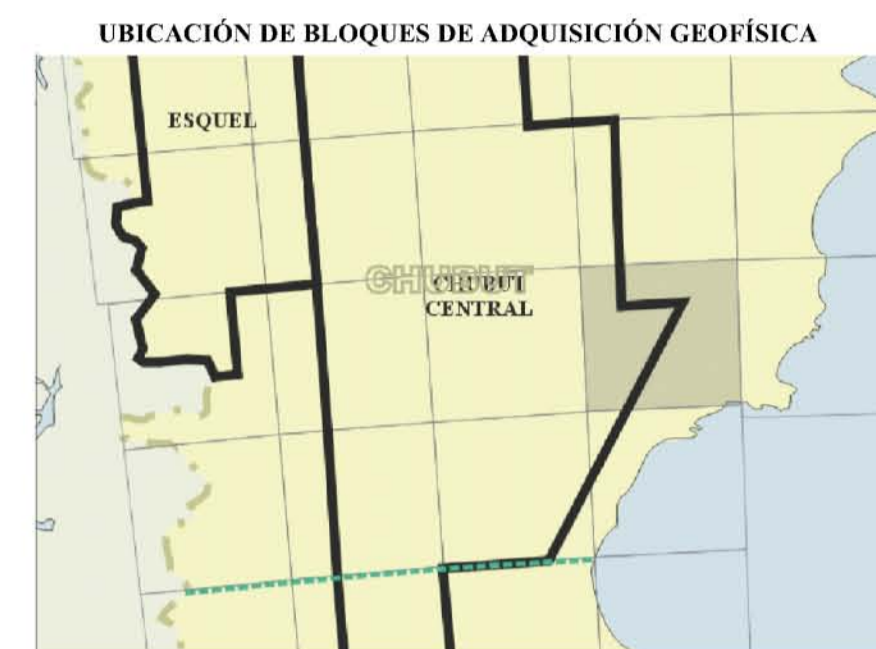 UBICACIÓN DE BLOQUES DE ADQUISICIÓN GEOFÍSICA
ESQUEL
CHUBUT
CHUBUT
CENTRAL